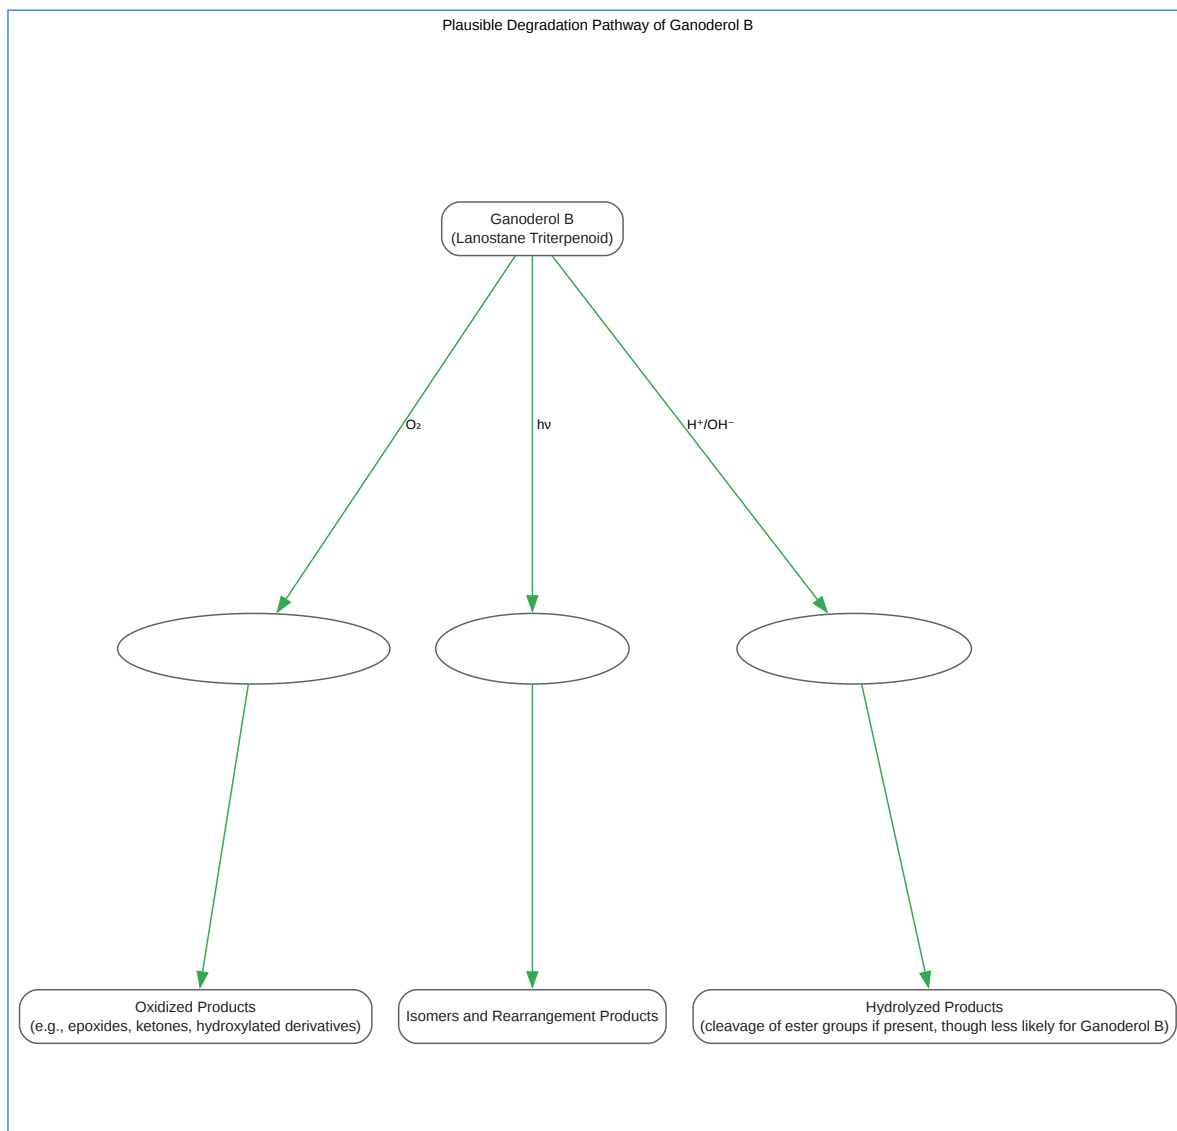 Plausible Degradation Pathway of Ganoderol B
Ganoderol B
(Lanostane Triterpenoid)
O₂
hν
H⁺/OH⁻
Oxidized Products
(e.g., epoxides, ketones, hydroxylated derivatives)
Isomers and Rearrangement Products
Hydrolyzed Products
(cleavage of ester groups if present, though less likely for Ganoderol B)